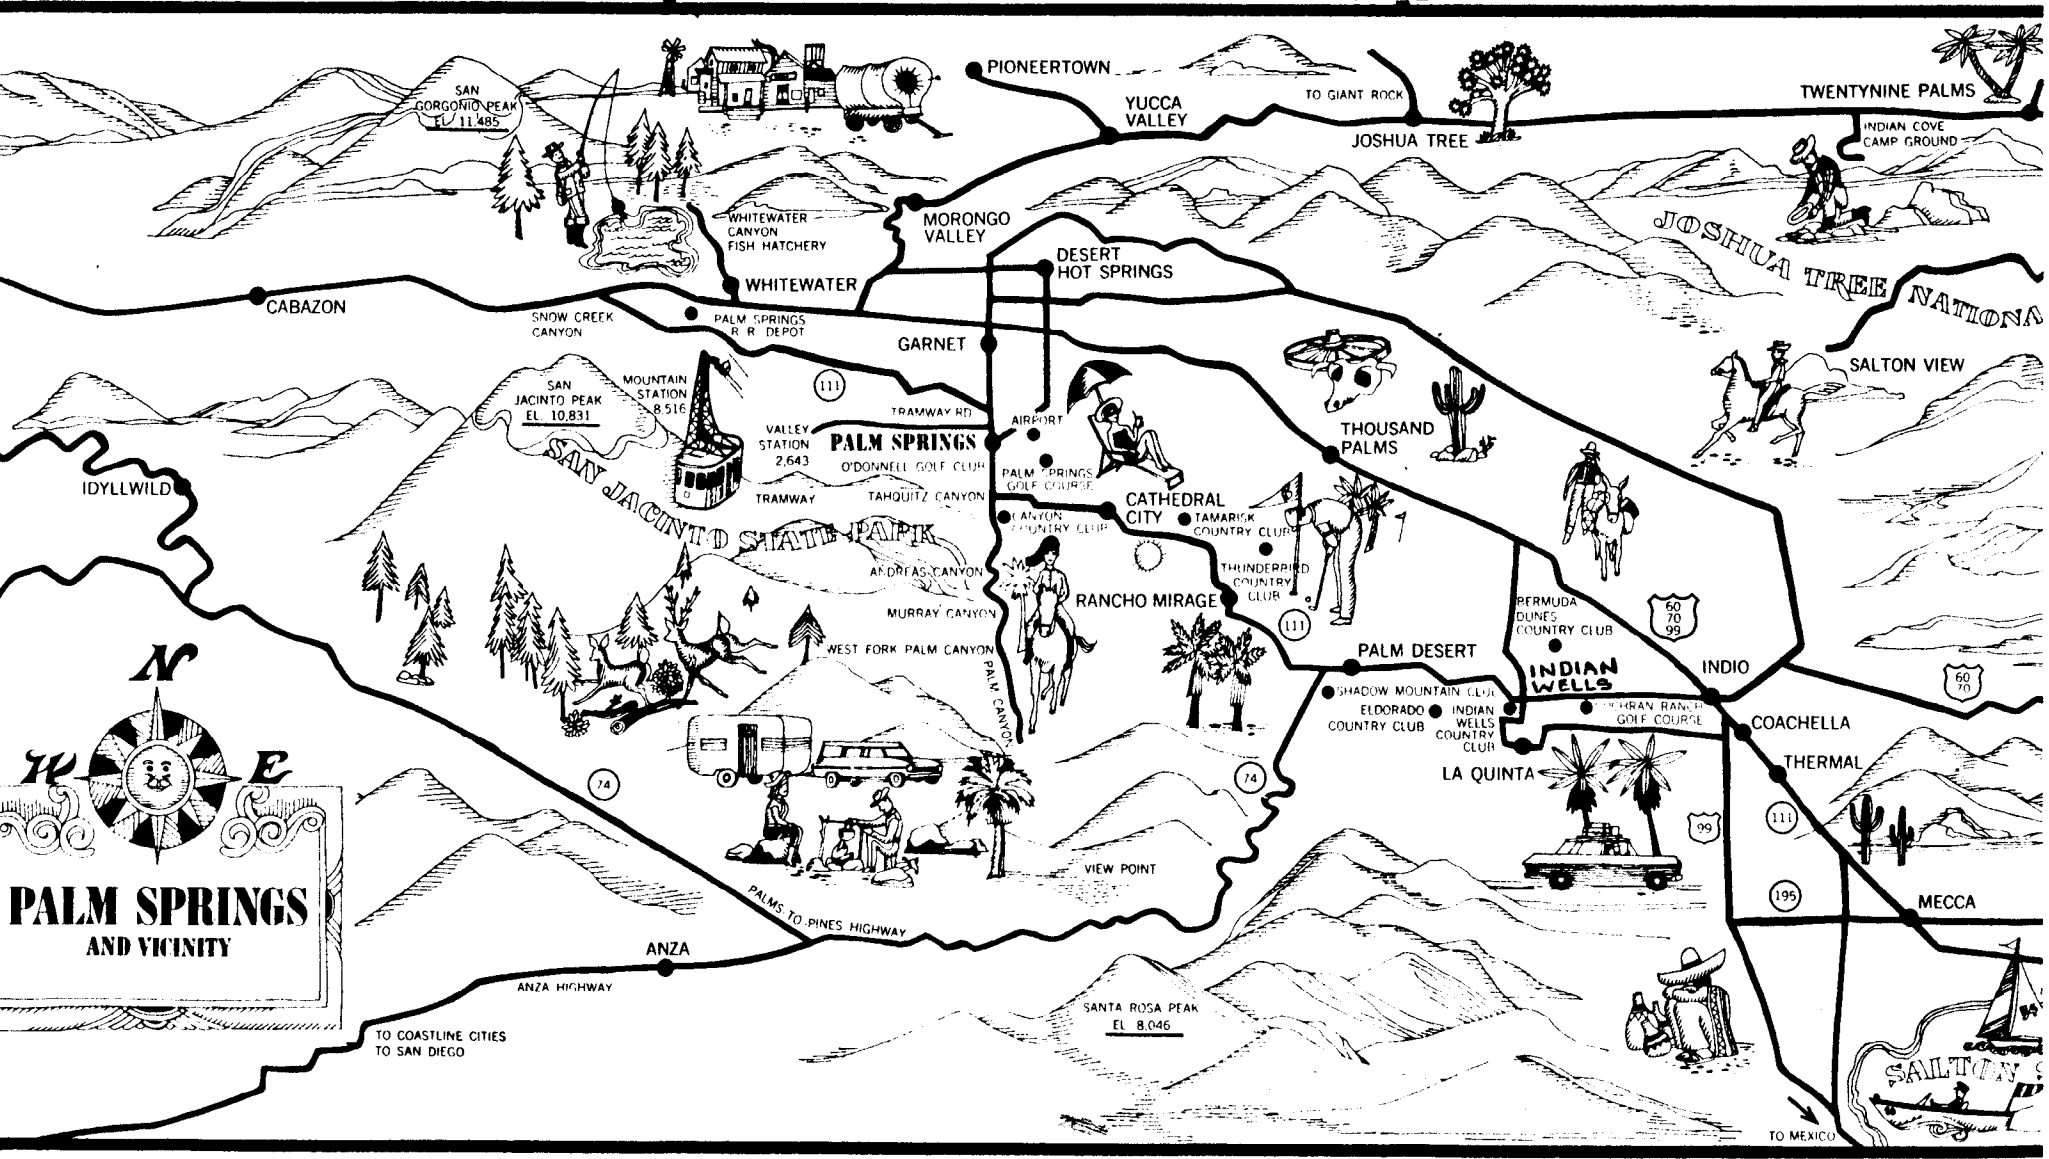 PIONEERTOWN
SAN
GORGONIO PEAK
EL 11,485
YUCCA
VALLEY
TO GIANT ROCK
JOSHUA TREE
TWENTYNINE PALMS
INDIAN COVE
CAMP GROUND
WHITEWATER
CANYON
FISH HATCHERY
MORONGO
VALLEY
JOSHUA TREE NATIONA
DESERT
HOT SPRINGS
WHITEWATER
CABAZON
SNOW CREEK
CANYON
PALM SPRINGS
R R DEPOT
GARNET
SALTON VIEW
SAN
JACINTO PEAK
EL. 10,831
MOUNTAIN
STATION
8,516
111
TRAMWAY RD
AIRPORT
VALLEY
STATION
2,643
PALM SPRINGS
O'DONNELL GOLF CLUB
THOUSAND
PALMS
PALM SPRINGS
GOLF COURSE
IDYLLWILD
TRAMWAY
TAHQUITZ CANYON
CATHEDRAL
CITY
CANYON
COUNTRY CLUB
TAMARISK
COUNTRY CLUB
SAN JACINTO STATE PARK
ANDREAS CANYON
THUNDERBIRD
COUNTRY
CLUB
MURRAY CANYON
RANCHO MIRAGE
111
BERMUDA
DUNES
COUNTRY CLUB
60
70
99
WEST FORK PALM CANYON
PALM CANYON
PALM DESERT
INDIAN
WELLS
INDIO
60
70
SHADOW MOUNTAIN CLUB
ELDORADO
COUNTRY CLUB
INDIAN
WELLS
COUNTRY
CLUB
RANCH
GOLF COURSE
COACHELLA
N
W
E
74
74
LA QUINTA
THERMAL
99
111
VIEW POINT
PALM SPRINGS
AND VICINITY
PALMS TO PINES HIGHWAY
195
MECCA
ANZA
ANZA HIGHWAY
SANTA ROSA PEAK
EL 8,046
TO COASTLINE CITIES
TO SAN DIEGO
SALTON S
TO MEXICO